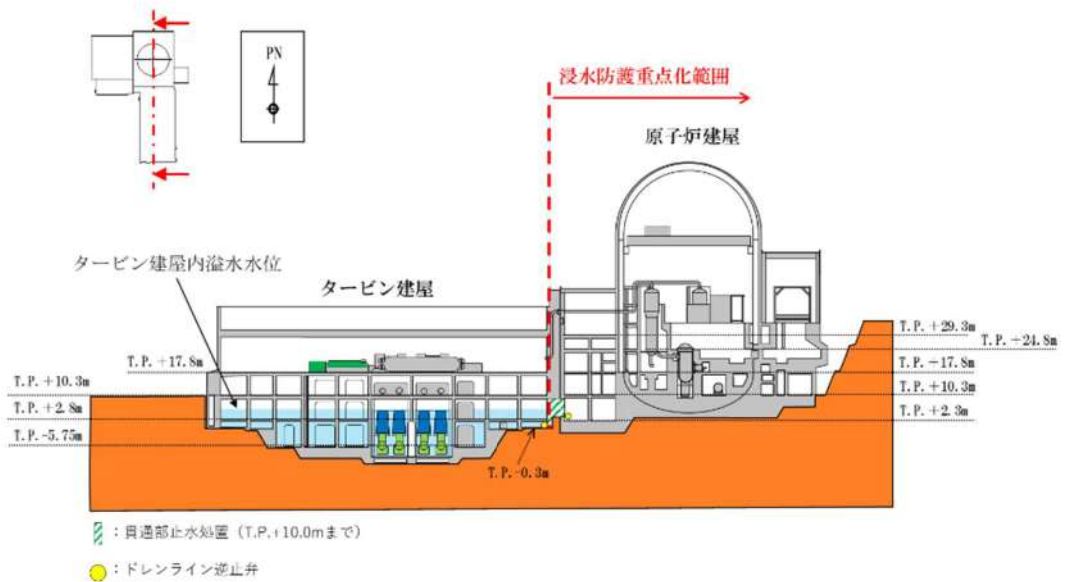 PN
浸水防護重点化範囲
原子炉建屋
タービン建屋内溢水水位
タービン建屋
T.P. +29.3m
T.P. +24.8m
T.P. +17.8m
T.P. +17.8m
T.P. +10.3m
T.P. +10.3m
T.P. +2.8m
T.P. +2.3m
T.P.-5.75m
T.P.-0.3m
:貫通部止水処置(T.P.+10.0mまで)
:ドレンライン逆止弁